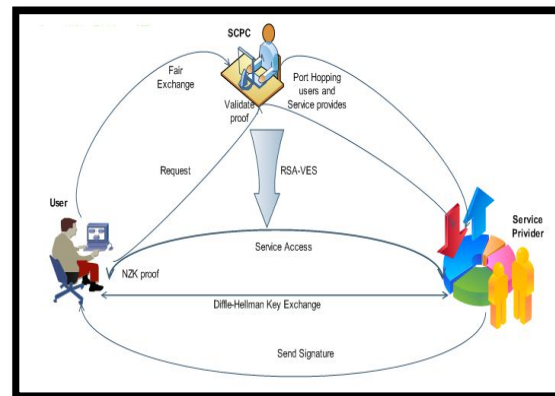 SCPC
Fair
Exchange
Port Hopping
users and
Service provides
Validate
proof
Request
RSA-VES
User
Service
Provider
Service Access
NZK proof
Diffle-Hellman Key Exchange
Send Signature